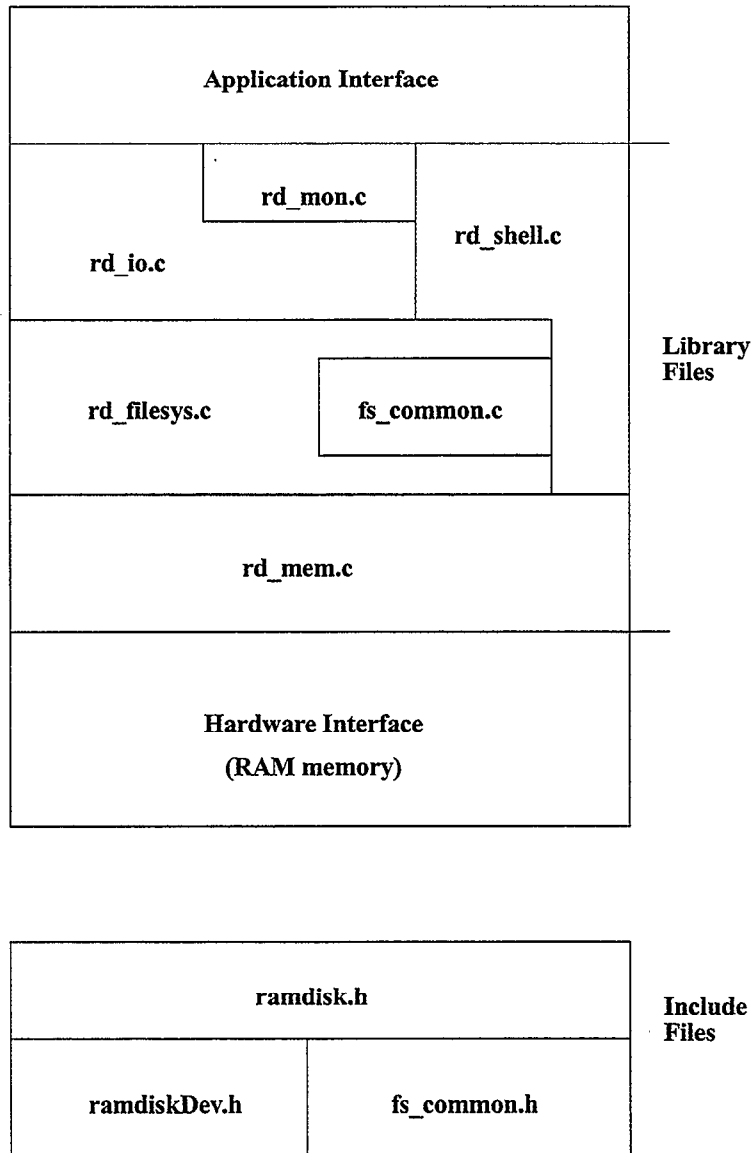 Application Interface
rd_mon.c
rd_shell.c
rd_io.c
Library
Files
rd_filesys.c
fs_common.c
rd_mem.c
Hardware Interface
(RAM memory)
ramdisk.h
Include
Files
ramdiskDev.h
fs_common.h